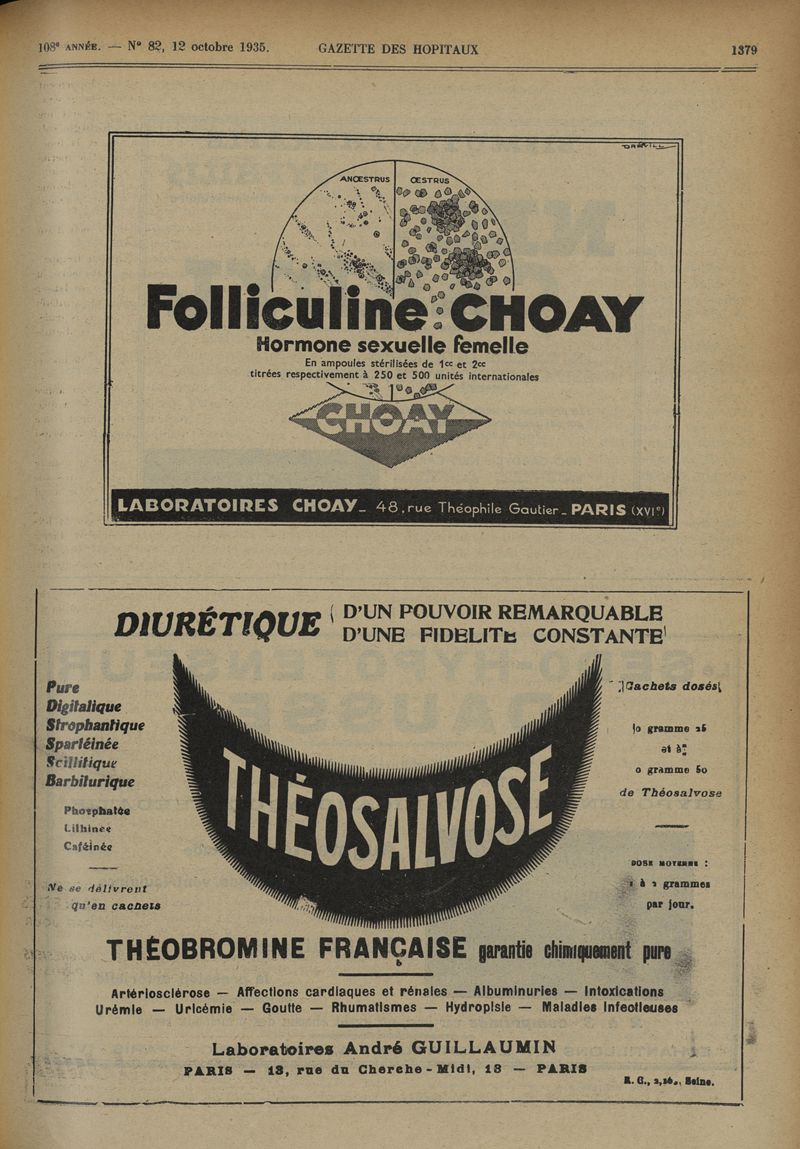 108e ANNÉE. — N° 82, 12 octobre 1935. GAZETTE DES HOPITAUX 1379
DRÆVILL
ANŒSTRUS ŒSTRUS
Folliculine CHOAY
Hormone sexuelle femelle
En ampoules stérilisées de 1cc et 2cc
titrées respectivement à 250 et 500 unités internationales
CHOAY
LABORATOIRES CHOAY_ 48, rue Théophile Gautier_ PARIS (XVIe)
DIURÉTIQUE
D'UN POUVOIR REMARQUABLE
D'UNE FIDELITE CONSTANTE
Pure
Digitalique
Strophantique
Spartéinée
Scillitique
Barbiturique
Phosphatée
Lithinée
Caféinée
Ne se délivrent
qu'en cachets
THÉOSALVOSE
Cachets dosés
o gramme 25
et à
o gramme 50
de Théosalvose
DOSE MOYENNE :
1 à 2 grammes
par jour.
THÉOBROMINE FRANÇAISE garantie chimiquement pure
Artériosclérose — Affections cardiaques et rénales — Albuminuries — Intoxications
Urémie — Uricémie — Goutte — Rhumatismes — Hydropisie — Maladies Infectieuses
Laboratoires André GUILLAUMIN
PARIS — 13, rue du Cherche-Midi, 13 — PARIS
R. C., Seine.